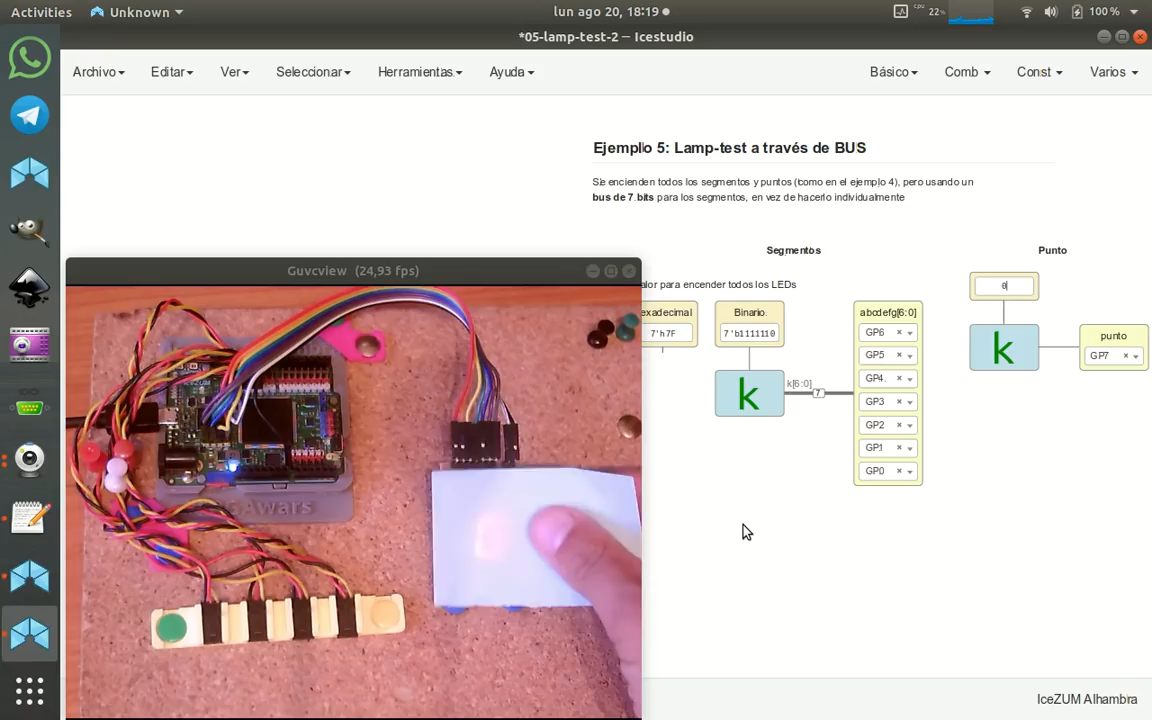 Activities Unknown lun ago 20, 18:19 cpu 22% 100 %
*05-lamp-test-2 – Icestudio
Archivo Editar Ver Seleccionar Herramientas Ayuda Básico Comb Const Varios
Ejemplo 5: Lamp-test a través de BUS
Se encienden todos los segmentos y puntos (como en el ejemplo 4), pero usando un
bus de 7 bits para los segmentos, en vez de hacerlo individualmente
Segmentos Punto
Guvcview (24,93 fps)
alor para encender todos los LEDs
0
exadecimal Binario. abcdefg[6:0]
7'h7F 7'b1111110 GP6
punto
GP5 GP7
k k
k[6:0] 7
GP4
GP3
GP2
GP1
GP0
IceZUM Alhambra